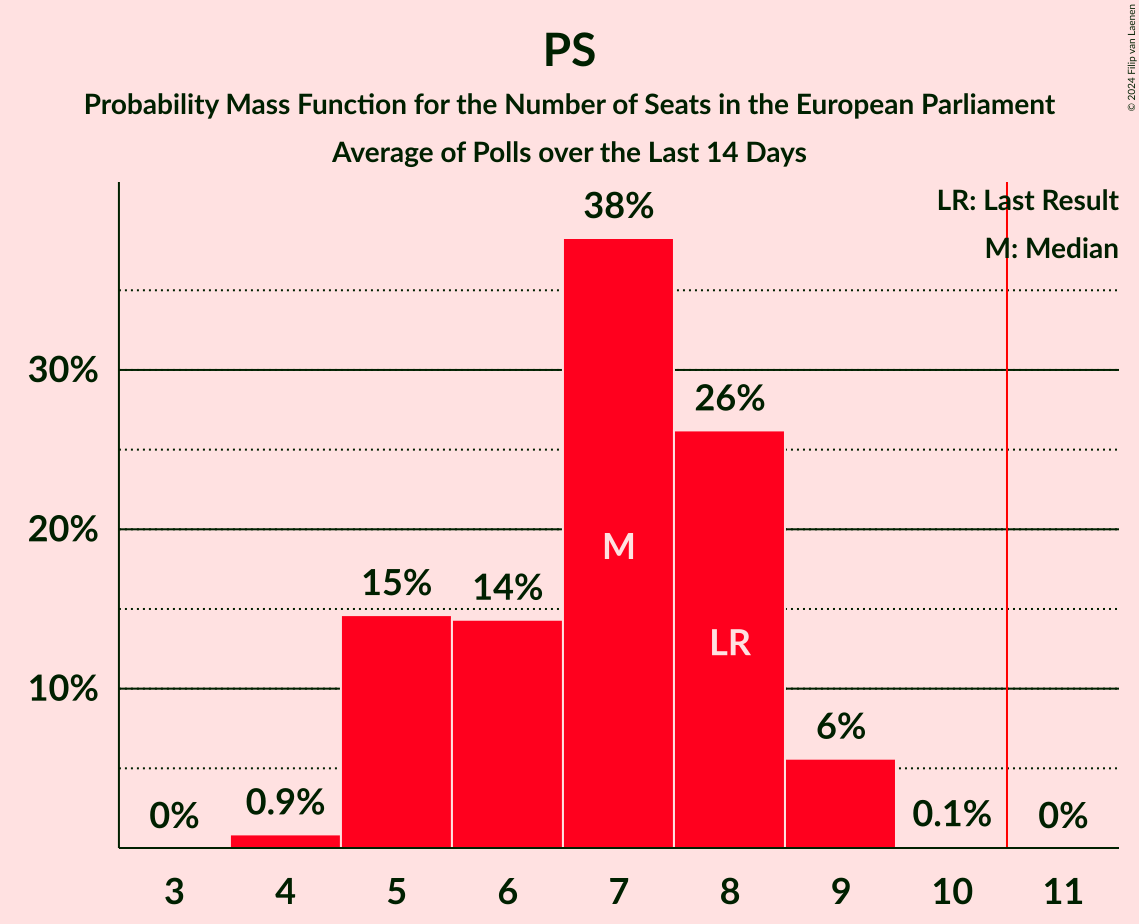 PS
Probability Mass Function for the Number of Seats in the European Parliament
Average of Polls over the Last 14 Days
© 2024 Filip van Laenen
LR: Last Result
M: Median
38%
30%
26%
20%
M
15%
14%
LR
10%
6%
0%
0.9%
0.1%
0%
3 4 5 6 7 8 9 10 11